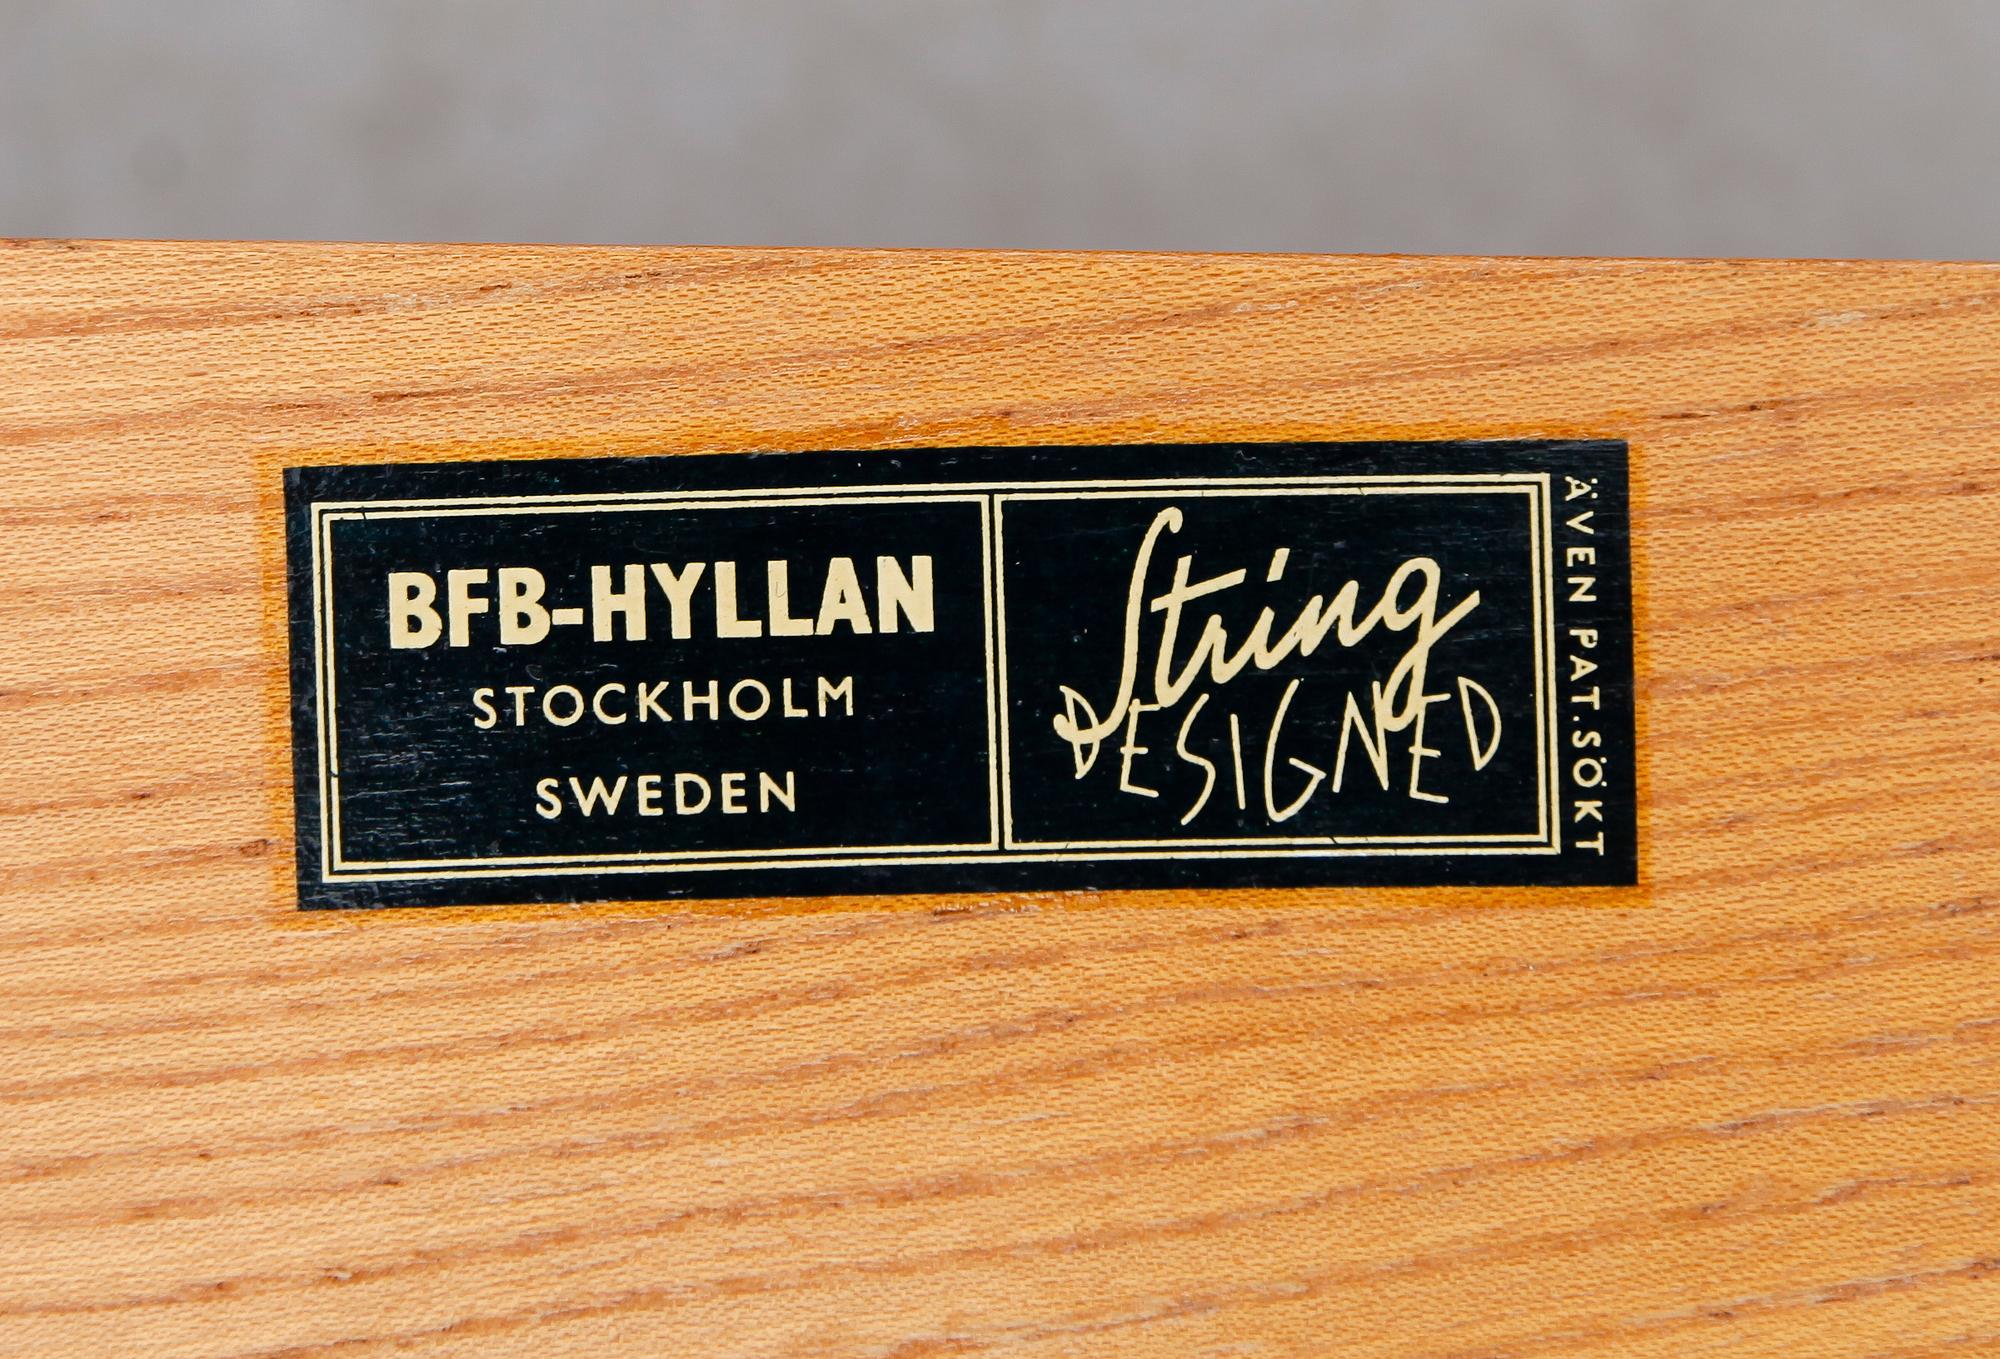 BFB-HYLLAN
STOCKHOLM
SWEDEN
String
DESIGNED
ÄVEN PAT. SÖKT